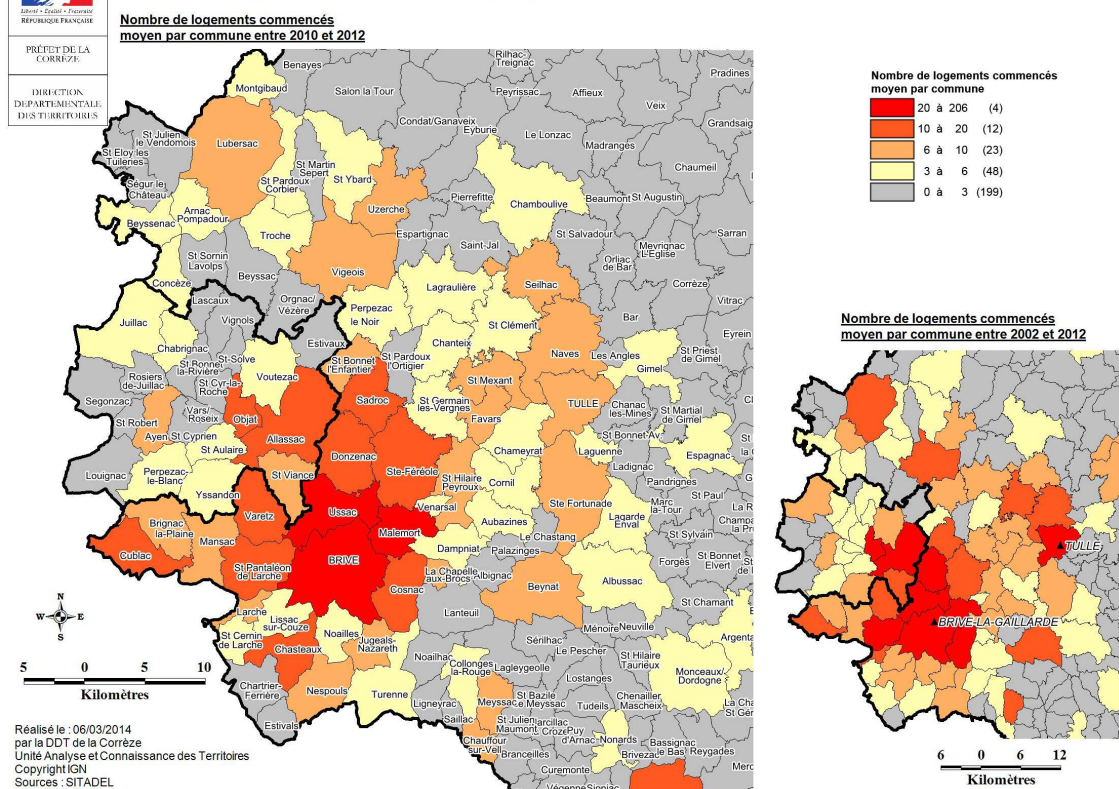 Liberté • Égalité • Fraternité
RÉPUBLIQUE FRANÇAISE
PRÉFET DE LA
CORRÈZE
DIRECTION
DEPARTEMENTALE
DES TERRITOIRES
Nombre de logements commencés
moyen par commune entre 2010 et 2012
Benayes
Rilhac-
Treignac
Pradines
Montgibaud
Salon la Tour
Peyrissac
Affieux
Veix
Condat/Ganaveix
Grandsaig
Eyburie
Le Lonzac
St Julien
le Vendomois
Lubersac
Madranges
St Eloy les
Tuileries
St Martin
Sepert
Chaumeil
Ségur le
Château
St Pardoux
Corbier
St Ybard
Pierrefitte
Chamboulive
Beaumont
St Augustin
Arnac
Pompadour
Uzerche
Beyssenac
Troche
Espartignac
St Salvadour
Sarran
Saint-Jal
Meyrignac
L'Eglise
St Sornin
Lavolps
Orliac
de Bar
Beyssac
Vigeois
Concèze
Lagraulière
Seilhac
Corrèze
Lascaux
Orgnac/
Vézère
Perpezac
le Noir
Vitrac
Juillac
Vignols
St Clément
Bar
Eyrein
Chabrignac
Estivaux
Chanteix
St-Solve
St Bonnet
la-Rivière
St Bonnet
l'Enfantier
St Pardoux
l'Ortigier
Naves
Les Angles
St Priest
de Gimel
Gimel
Rosiers
de-Juillac
Voutezac
St Cyr-la-
Roche
St Mexant
Segonzac
Sadroc
St Germain
les-Vergnes
TULLE
Chanac
les-Mines
St Martial
de Gimel
Vars/
Roseix
Objat
Favars
St Robert
Ayen
St Cyprien
Allassac
St Bonnet-Av
St Aulaire
Donzenac
Chameyrat
Laguenne
Espagnac
Ladignac
Louignac
Perpezac-
le-Blanc
St Viance
Ste-Féréole
St Hilaire
Peyroux
Cornil
Pandrignes
Yssandon
Venarsal
Ste Fortunade
Marc
la-Tour
St Paul
Varetz
Ussac
Malemort
Aubazines
Lagarde
Enval
Brignac
la-Plaine
Mansac
St Sylvain
Cublac
Dampniat
Palazinges
Le Chastang
St Pantaléon
de Larche
BRIVE
La Chapelle
aux-Brocs
Albignac
Forgès
St Bonnet
Elvert
Cosnac
Beynat
Albussac
Larche
Lissac
sur-Couze
Lanteuil
St Chamant
St Cernin
de Larche
Noailles
Jugeals-
Nazareth
Ménoire
Neuville
Chasteaux
Sérilhac
Le Pescher
Noailhac
Collonges
la-Rouge
Lagleygeolle
St Hilaire
Taurieux
Chartrier-
Ferrière
Nespouls
Turenne
Lostanges
Monceaux/
Dordogne
Ligneyrac
Meyssac
St Bazile
Le Meyssac
Chenailler
Mascheix
Tudeils
Estivals
Saillac
St Julien
Maumont
Puy
d'Arnac
Nonards
Chauffour
sur-Vell
Branceilles
Brivezac
Bassignac
le Bas
Reygades
Curemonte
Végennes
Sioniac
N
W
E
S
5 0 5 10
Kilomètres
Réalisé le : 06/03/2014
par la DDT de la Corrèze
Unité Analyse et Connaissance des Territoires
Copyright IGN
Sources : SITADEL
Nombre de logements commencés
moyen par commune
20 à 206 (4)
10 à 20 (12)
6 à 10 (23)
3 à 6 (48)
0 à 3 (199)
Nombre de logements commencés
moyen par commune entre 2002 et 2012
TULLE
BRIVE-LA-GAILLARDE
6 0 6 12
Kilomètres